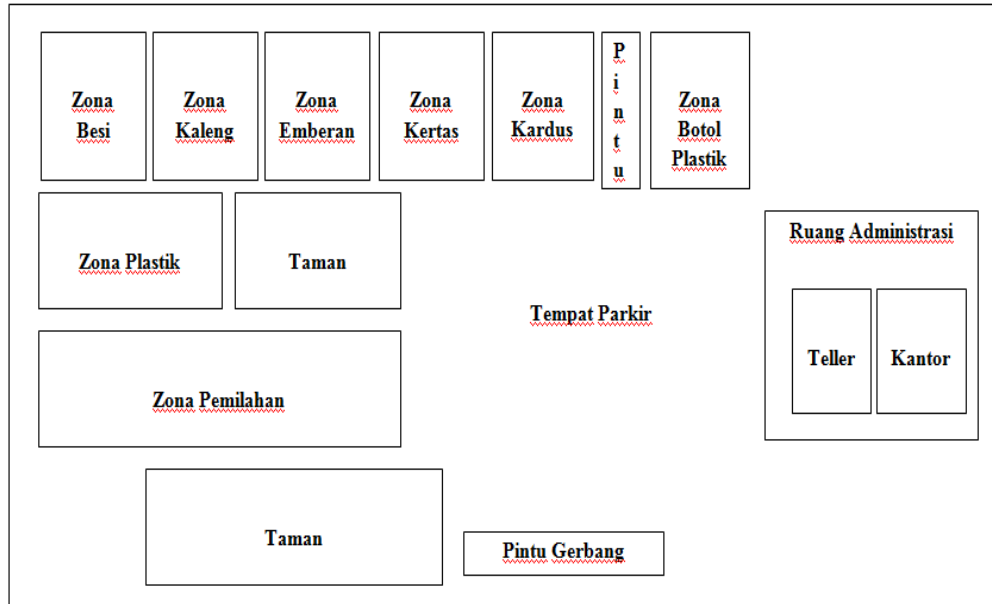 Zona
Besi
Zona
Kaleng
Zona
Emberan
Zona
Kertas
Zona
Kardus
P
i
n
t
u
Zona
Botol
Plastik
Zona Plastik
Taman
Tempat Parkir
Ruang Administrasi
Teller
Kantor
Zona Pemilahan
Taman
Pintu Gerbang